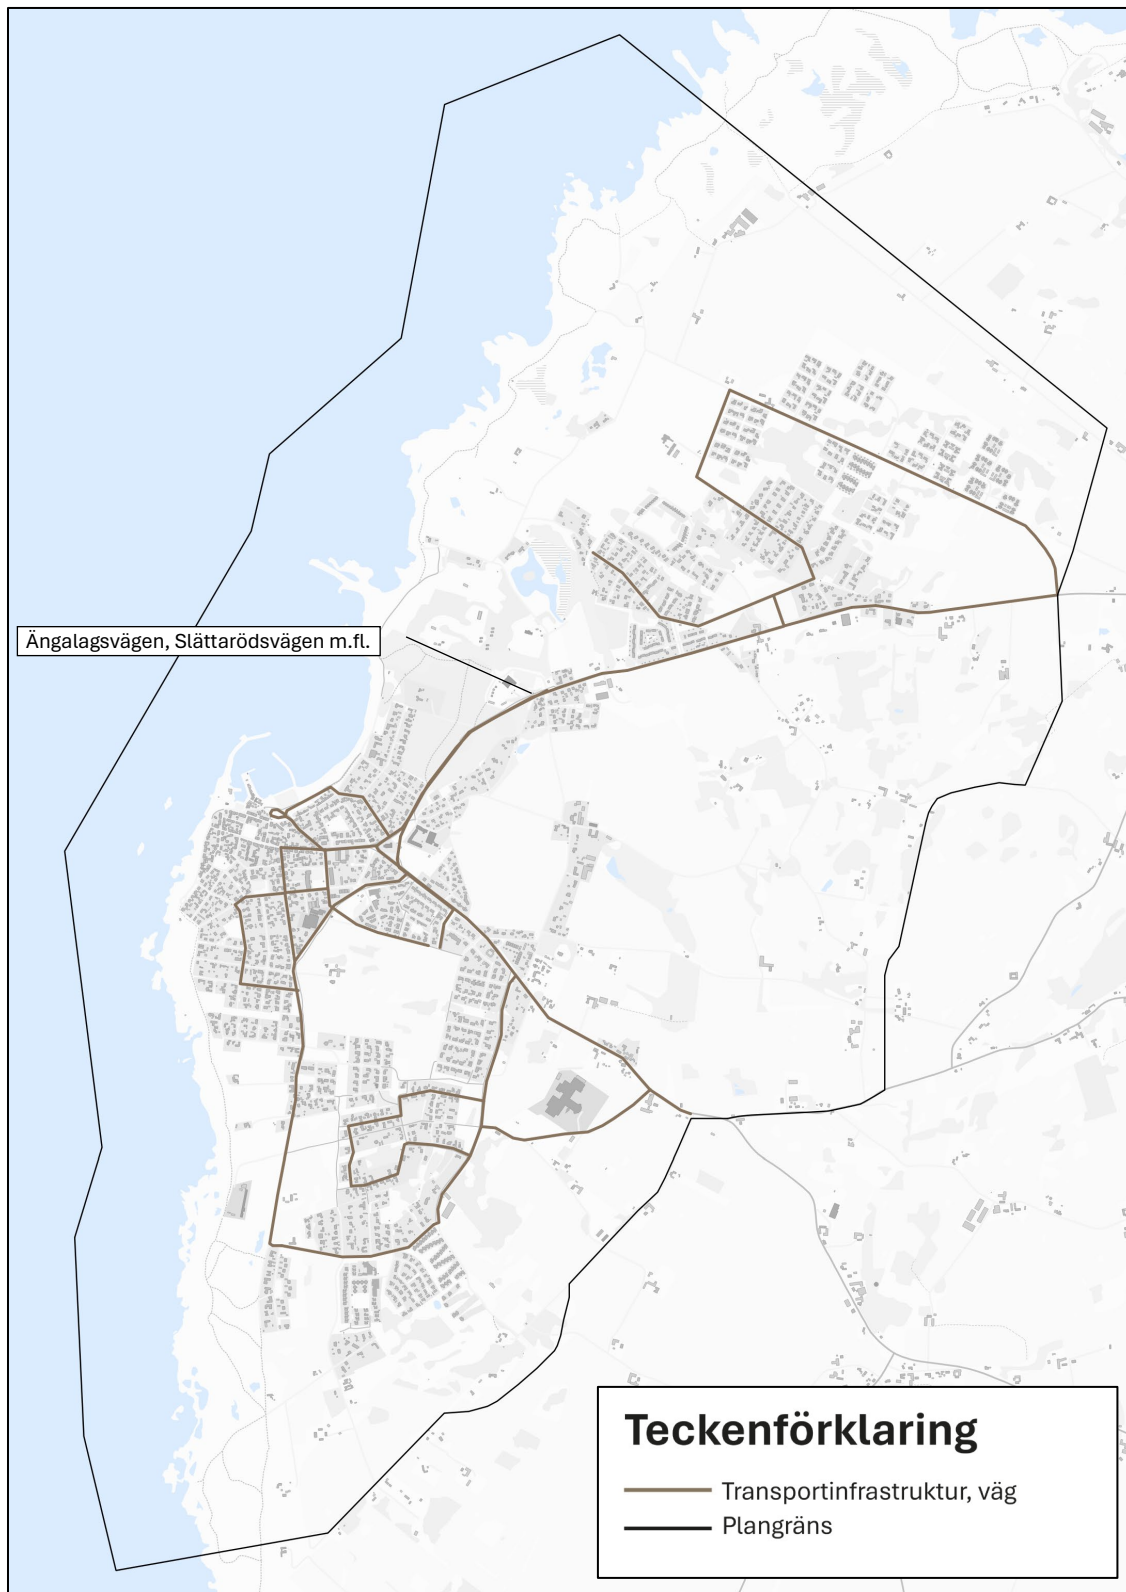 Ängalagsvägen, Slättarödsvägen m.fl.
Teckenförklaring
Transportinfrastruktur, väg
Plangräns